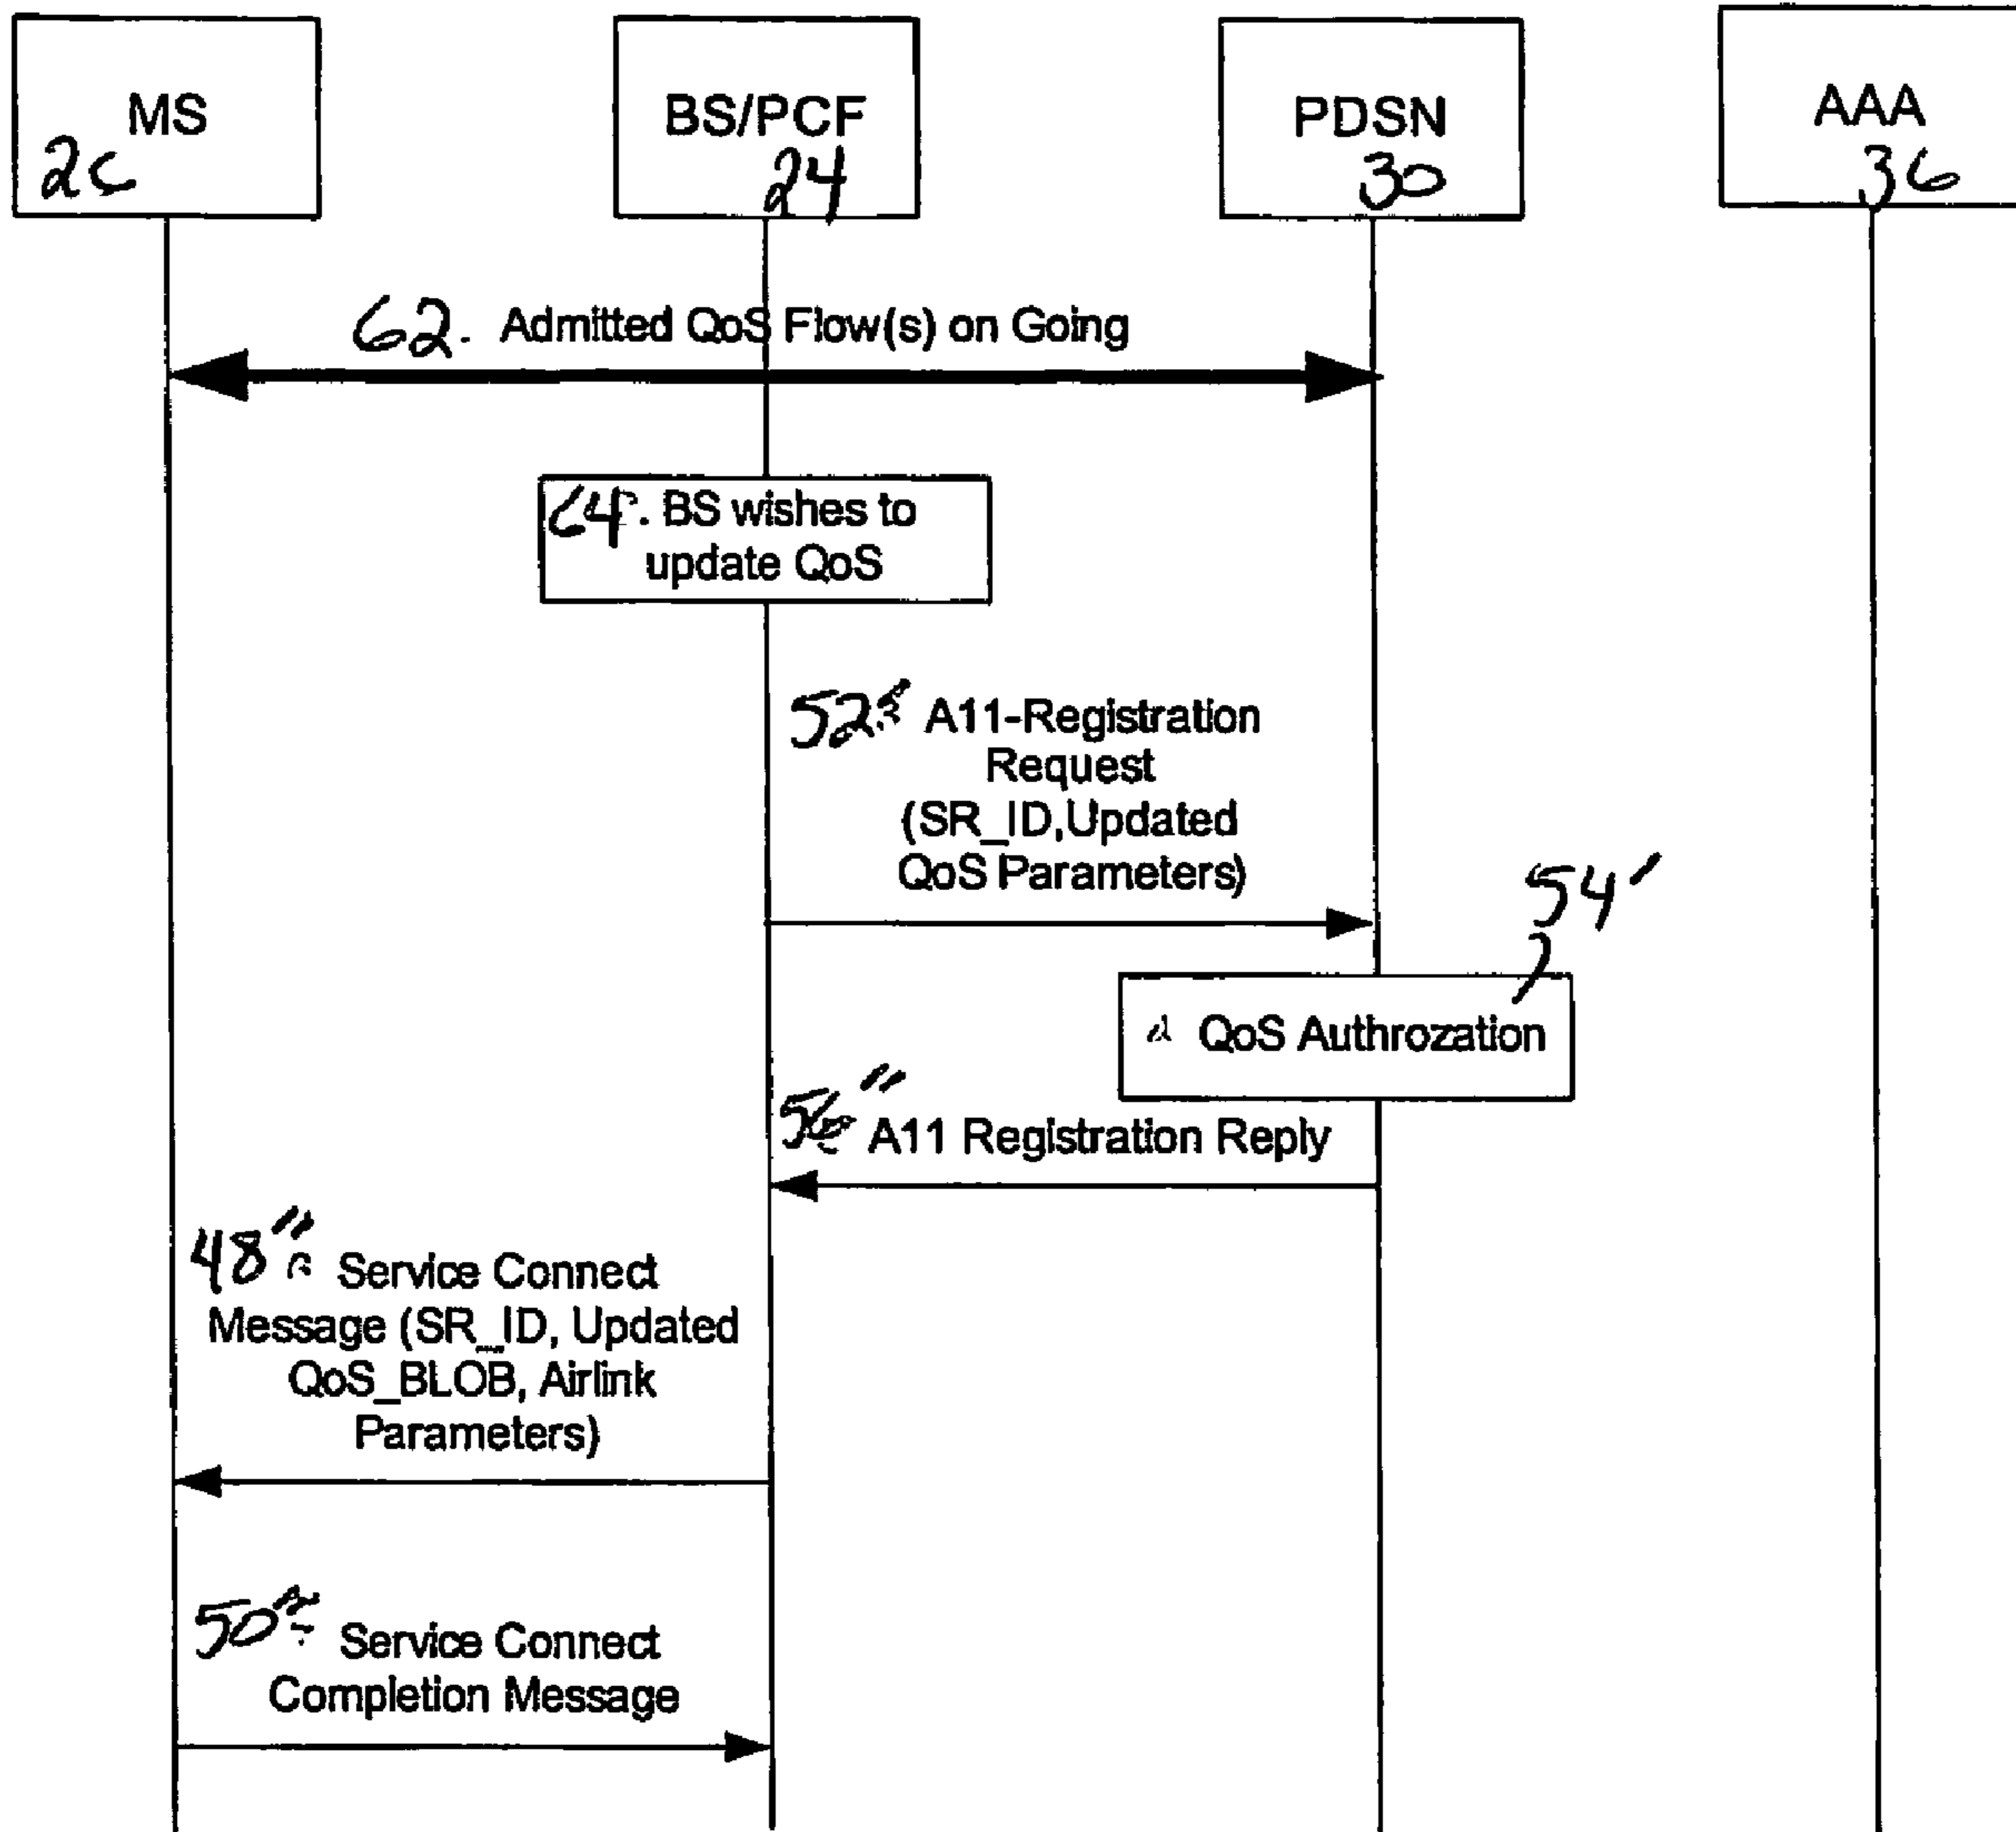 MS
26
BS/PCF
24
PDSN
30
AAA
36
62. Admitted QoS Flow(s) on Going
64. BS wishes to
update QoS
52" A11-Registration
Request
(SR_ID,Updated
QoS Parameters)
54'
QoS Authrozation
56" A11 Registration Reply
48" Service Connect
Message (SR_ID, Updated
QoS_BLOB, Airlink
Parameters)
50" Service Connect
Completion Message